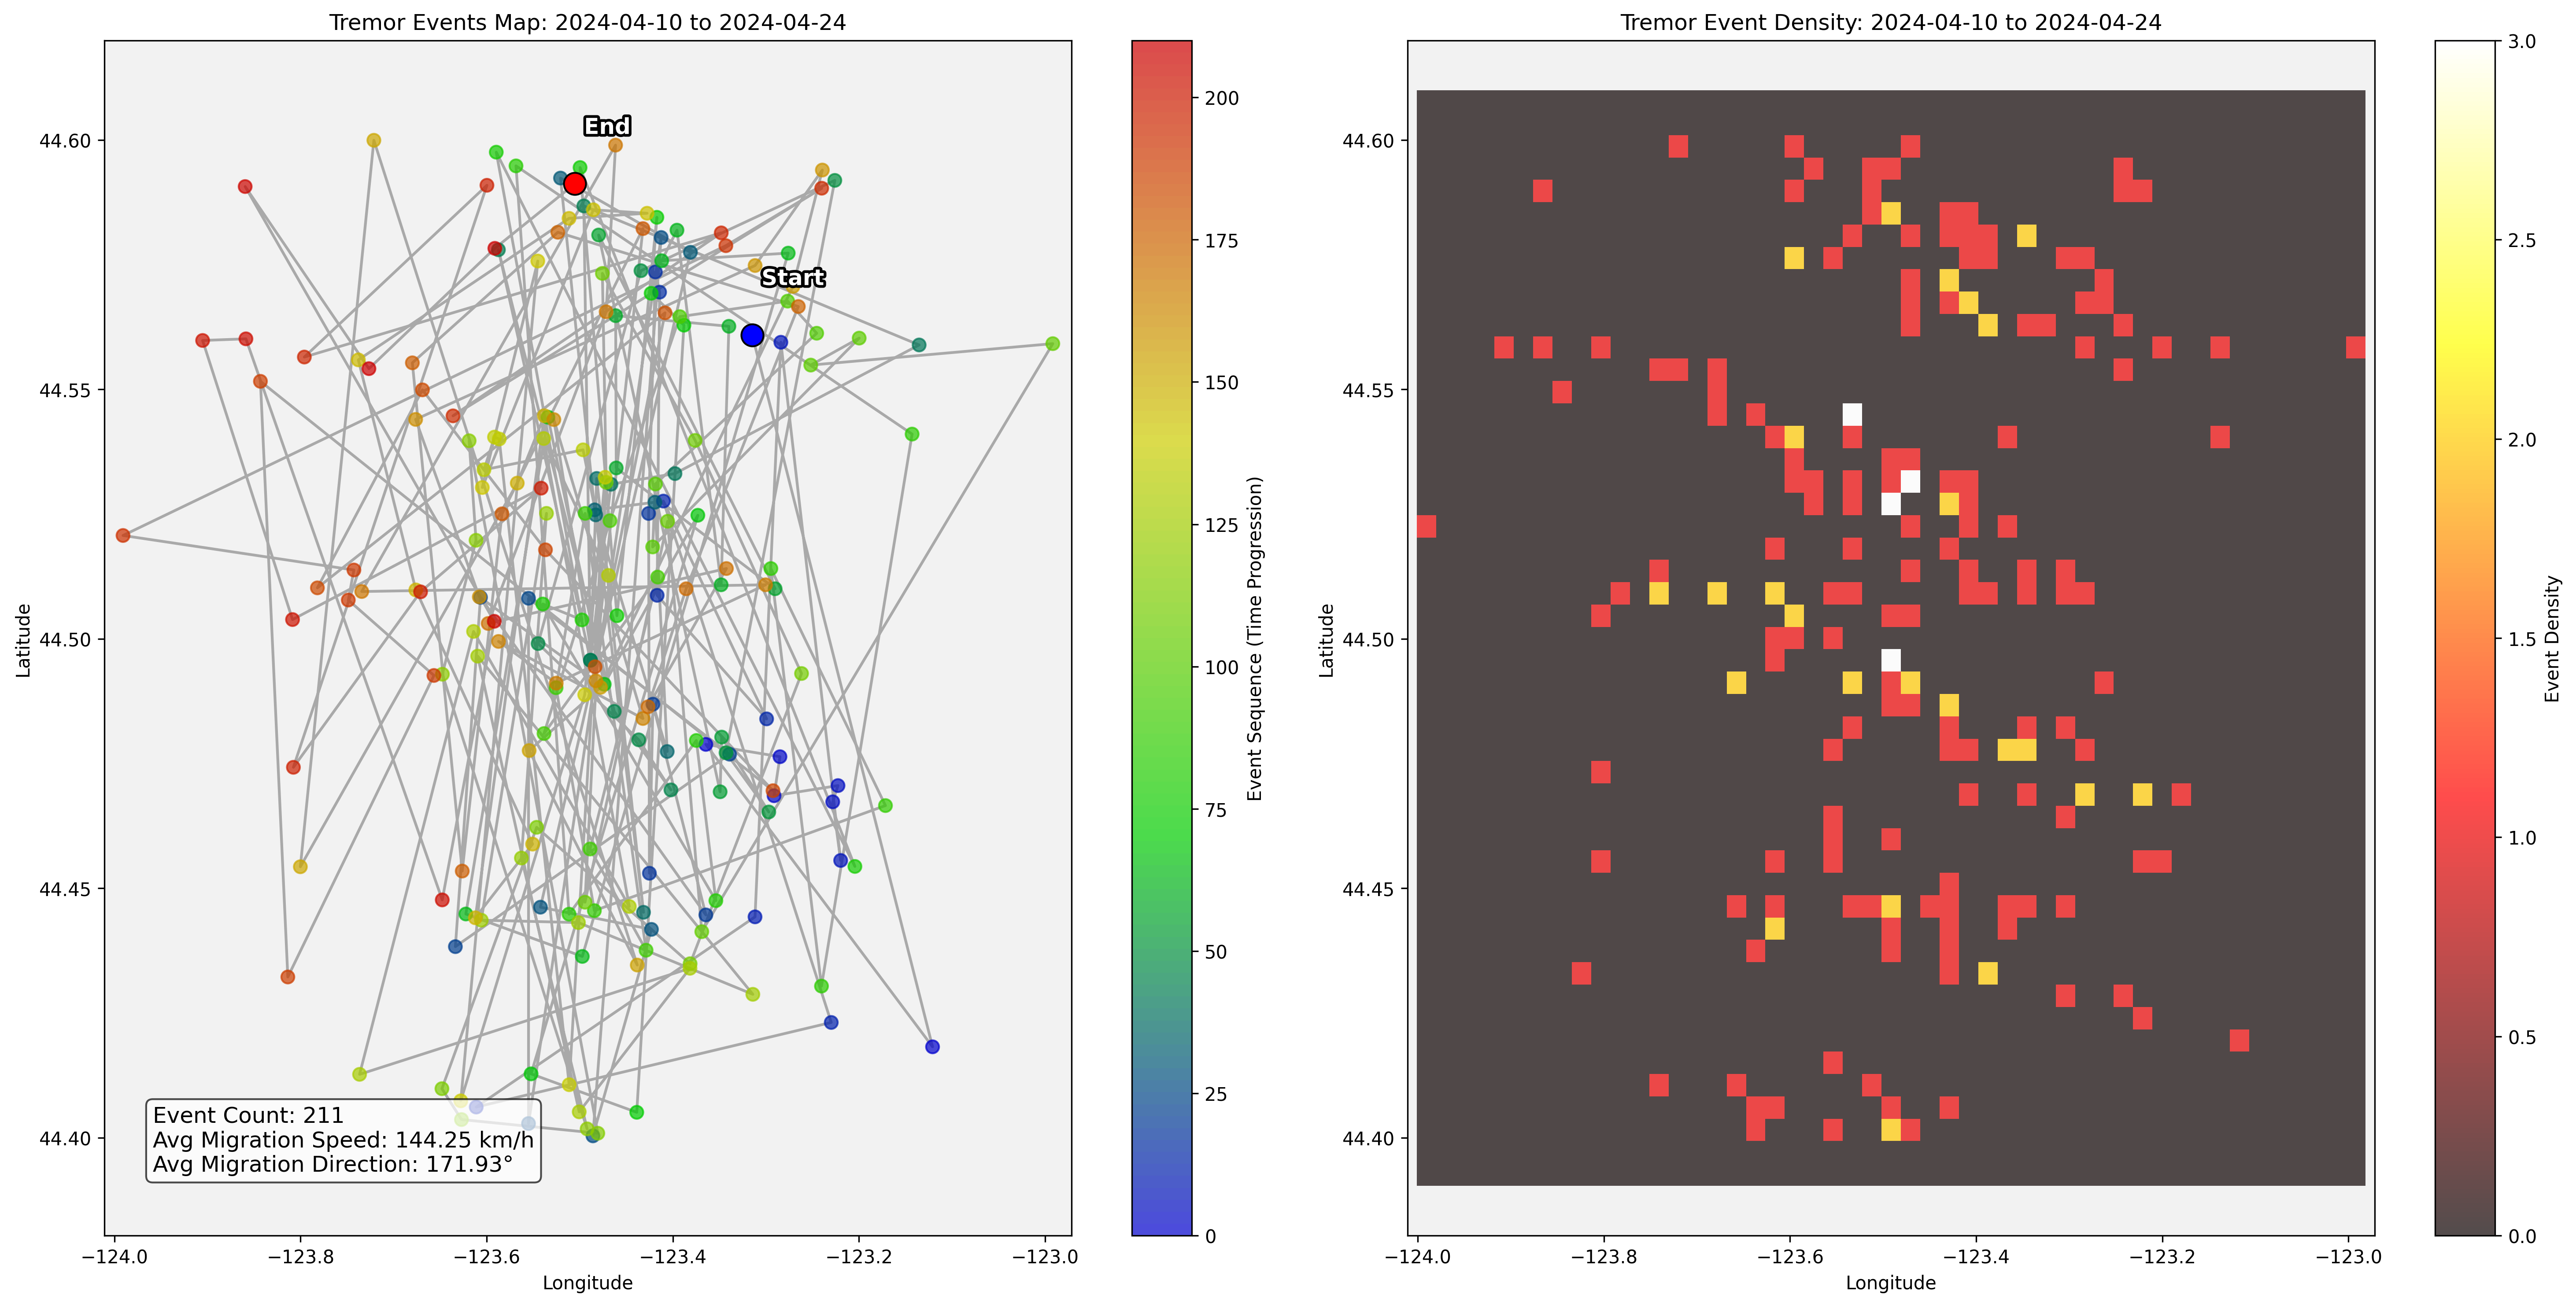 Tremor Events Map: 2024-04-10 to 2024-04-24
End
Start
Event Count: 211
Avg Migration Speed: 144.25 km/h
Avg Migration Direction: 171.93°
44.60
44.55
44.50
44.45
44.40
Latitude
−124.0
−123.8
−123.6
−123.4
−123.2
−123.0
Longitude
200
175
150
125
100
75
50
25
0
Event Sequence (Time Progression)
Tremor Event Density: 2024-04-10 to 2024-04-24
44.60
44.55
44.50
44.45
44.40
Latitude
−124.0
−123.8
−123.6
−123.4
−123.2
−123.0
Longitude
3.0
2.5
2.0
1.5
1.0
0.5
0.0
Event Density